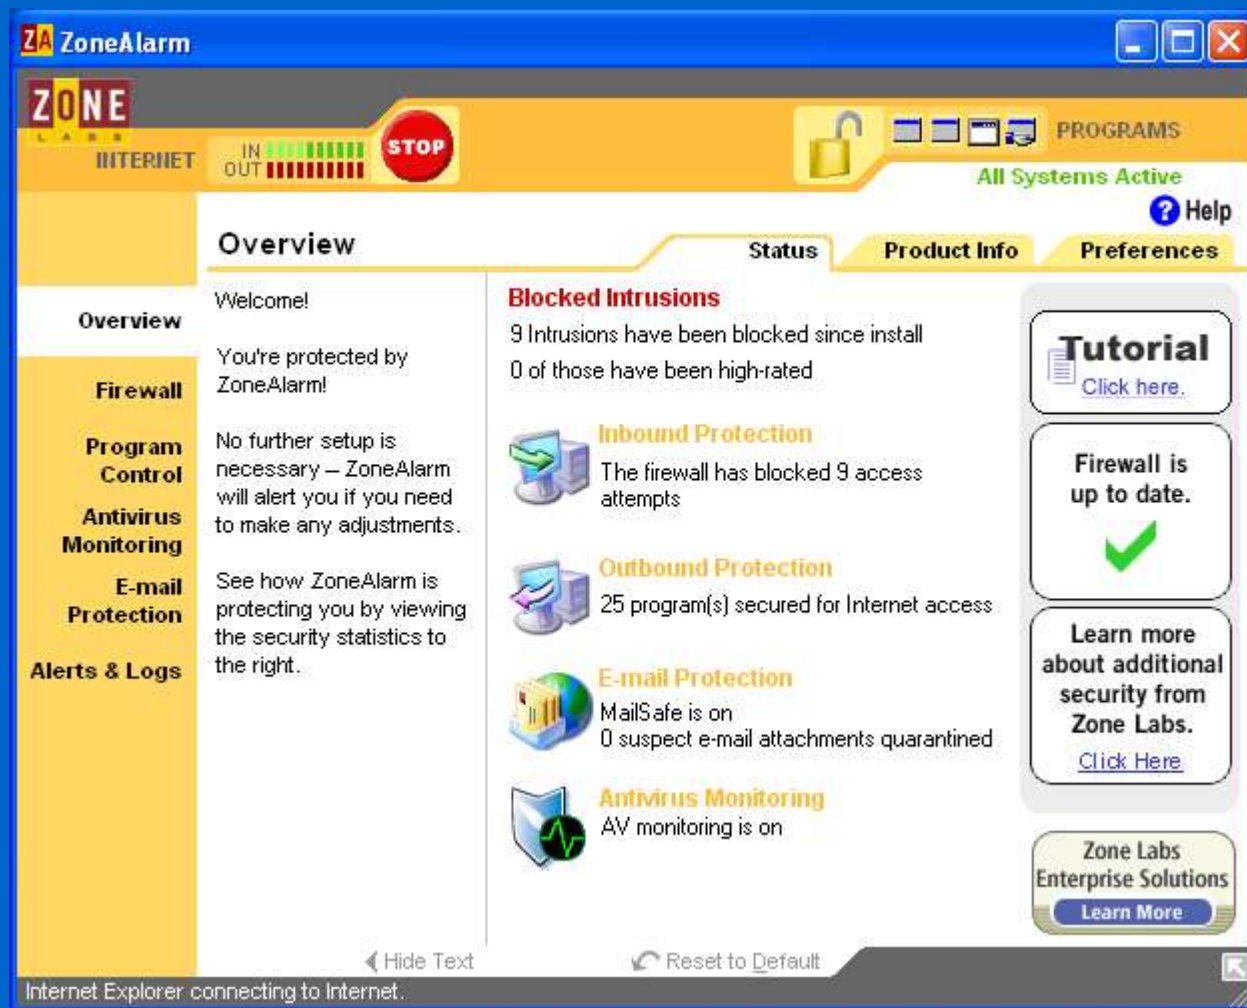 ZA ZoneAlarm
ZONE
LABS
INTERNET
IN
OUT
STOP
PROGRAMS
All Systems Active
? Help
Overview
Status
Product Info
Preferences
Overview
Firewall
Program
Control
Antivirus
Monitoring
E-mail
Protection
Alerts & Logs
Welcome!
You're protected by
ZoneAlarm!
No further setup is
necessary – ZoneAlarm
will alert you if you need
to make any adjustments.
See how ZoneAlarm is
protecting you by viewing
the security statistics to
the right.
Blocked Intrusions
9 Intrusions have been blocked since install
0 of those have been high-rated
Inbound Protection
The firewall has blocked 9 access
attempts
Outbound Protection
25 program(s) secured for Internet access
E-mail Protection
MailSafe is on
0 suspect e-mail attachments quarantined
Antivirus Monitoring
AV monitoring is on
Tutorial
Click here.
Firewall is
up to date.
Learn more
about additional
security from
Zone Labs.
Click Here
Zone Labs
Enterprise Solutions
Learn More
Hide Text
Reset to Default
Internet Explorer connecting to Internet.